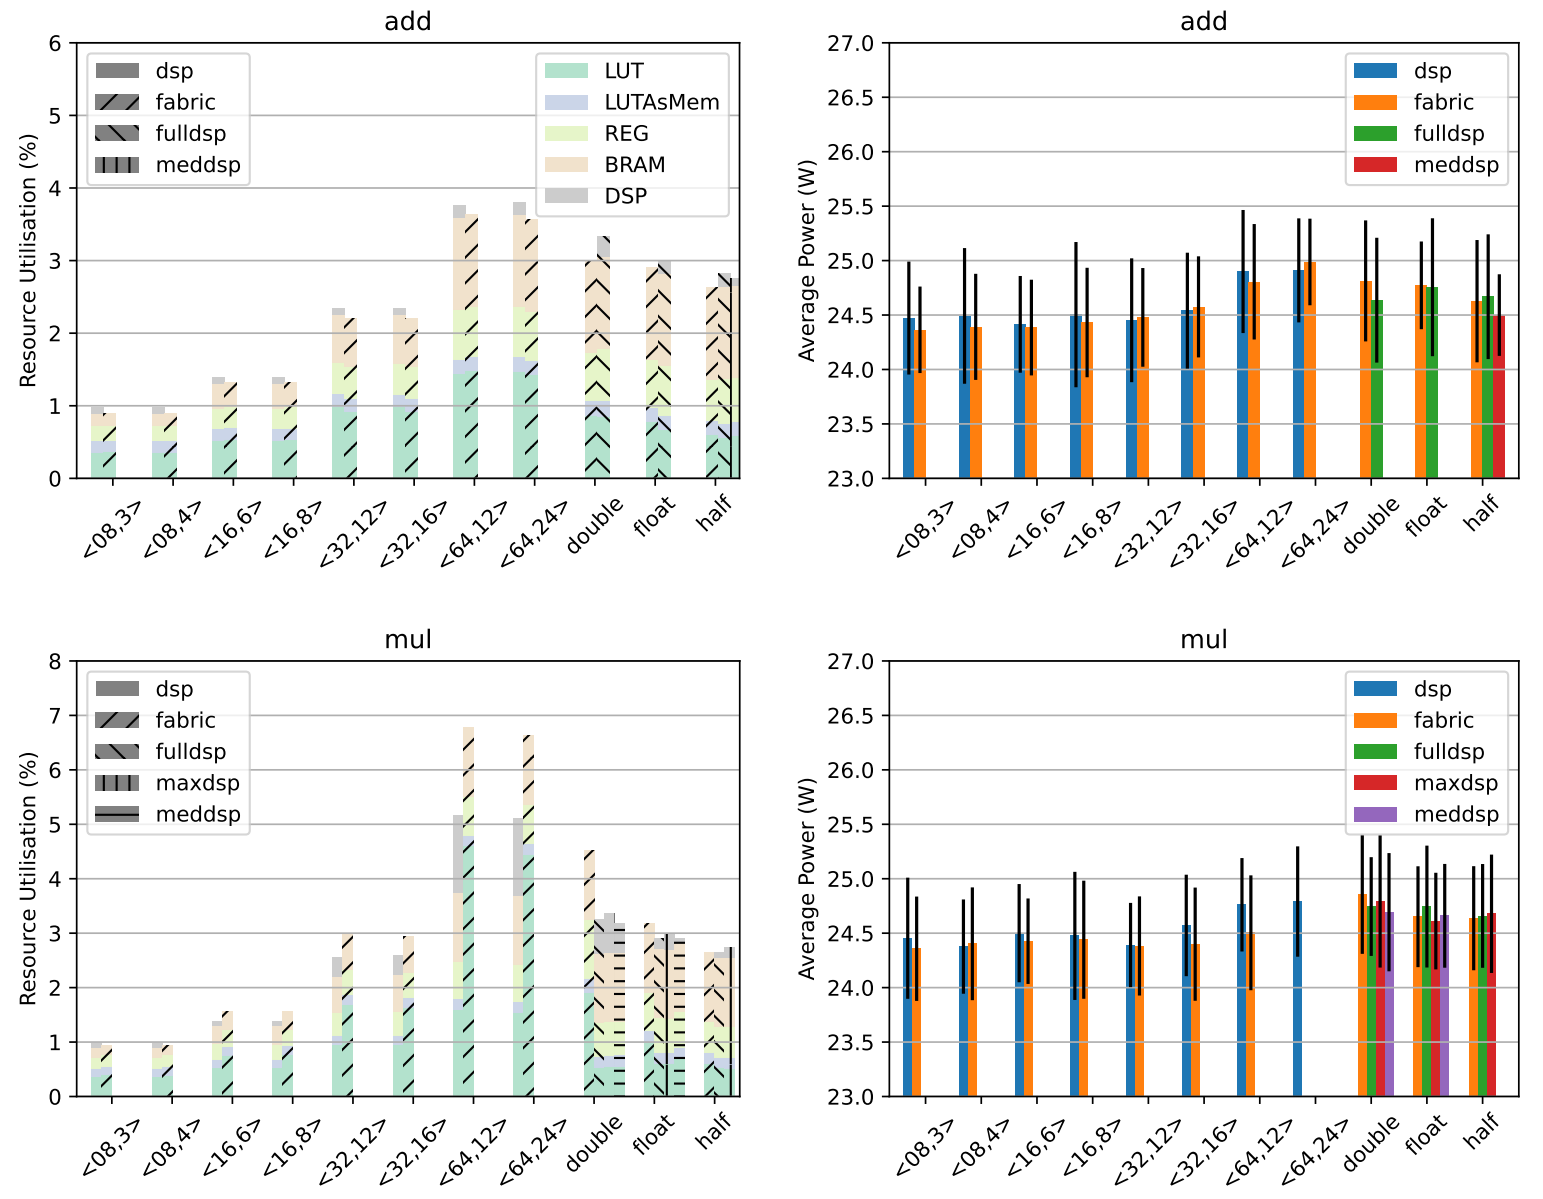 add
Resource Utilisation (%)
6
5
4
3
2
1
0
dsp
fabric
fulldsp
meddsp
LUT
LUTAsMem
REG
BRAM
DSP
<08,3>
<08,4>
<16,6>
<16,8>
<32,12>
<32,16>
<64,12>
<64,24>
double
float
half
add
Average Power (W)
27.0
26.5
26.0
25.5
25.0
24.5
24.0
23.5
23.0
dsp
fabric
fulldsp
meddsp
<08,3>
<08,4>
<16,6>
<16,8>
<32,12>
<32,16>
<64,12>
<64,24>
double
float
half
mul
Resource Utilisation (%)
8
7
6
5
4
3
2
1
0
dsp
fabric
fulldsp
maxdsp
meddsp
<08,3>
<08,4>
<16,6>
<16,8>
<32,12>
<32,16>
<64,12>
<64,24>
double
float
half
mul
Average Power (W)
27.0
26.5
26.0
25.5
25.0
24.5
24.0
23.5
23.0
dsp
fabric
fulldsp
maxdsp
meddsp
<08,3>
<08,4>
<16,6>
<16,8>
<32,12>
<32,16>
<64,12>
<64,24>
double
float
half